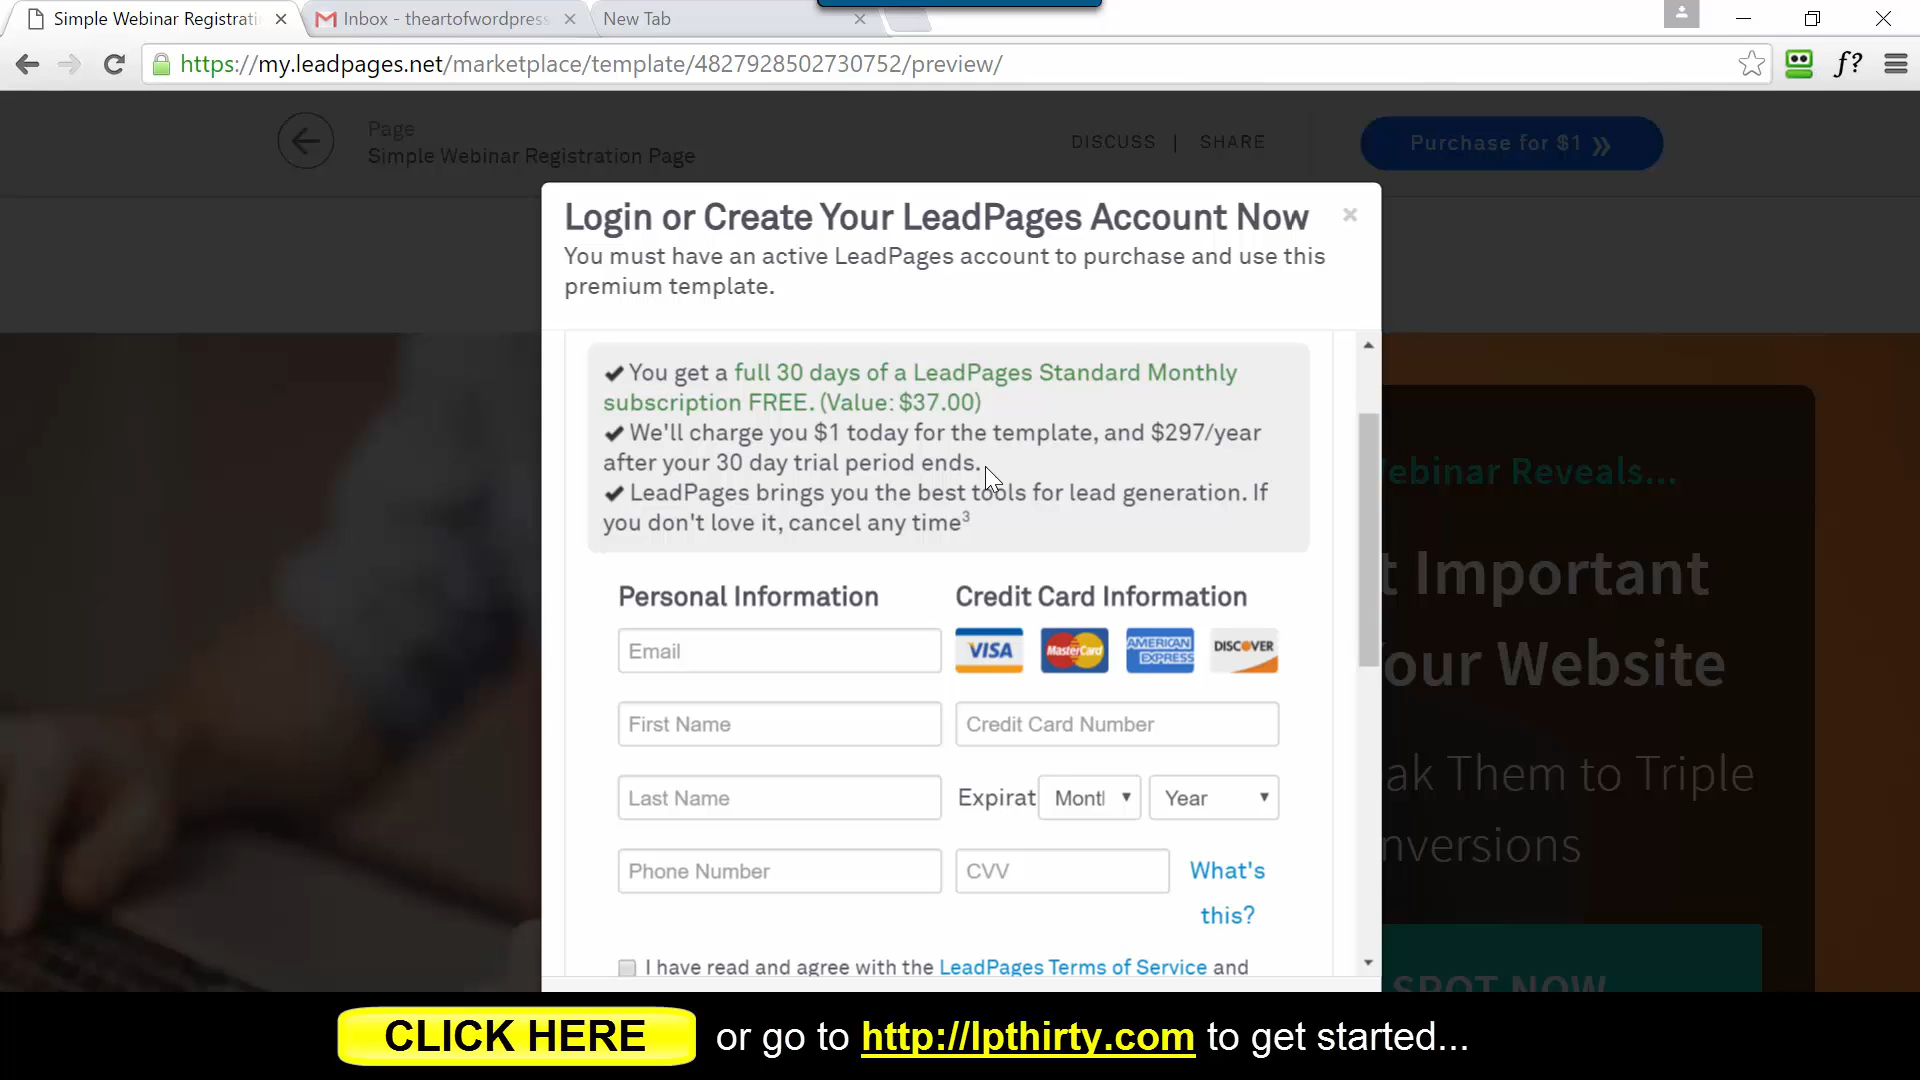 Simple Webinar Registrati
Inbox - theartofwordpress
New Tab
https://my.leadpages.net/marketplace/template/4827928502730752/preview/
f?
Page
Simple Webinar Registration Page
DISCUSS | SHARE
Purchase for $1 »
Login or Create Your LeadPages Account Now
×
You must have an active LeadPages account to purchase and use this
premium template.
✔ You get a full 30 days of a LeadPages Standard Monthly
subscription FREE. (Value: $37.00)
✔ We'll charge you $1 today for the template, and $297/year
after your 30 day trial period ends.
✔ LeadPages brings you the best tools for lead generation. If
you don't love it, cancel any time3
Personal Information
Credit Card Information
Email
VISA
MasterCard
AMERICAN
EXPRESS
DISCOVER
First Name
Credit Card Number
Last Name
Expirat
Month
Year
Phone Number
CVV
What's
this?
I have read and agree with the LeadPages Terms of Service and
ebinar Reveals...
t Important
our Website
ak Them to Triple
nversions
SPOT NOW
CLICK HERE or go to http://lpthirty.com to get started...